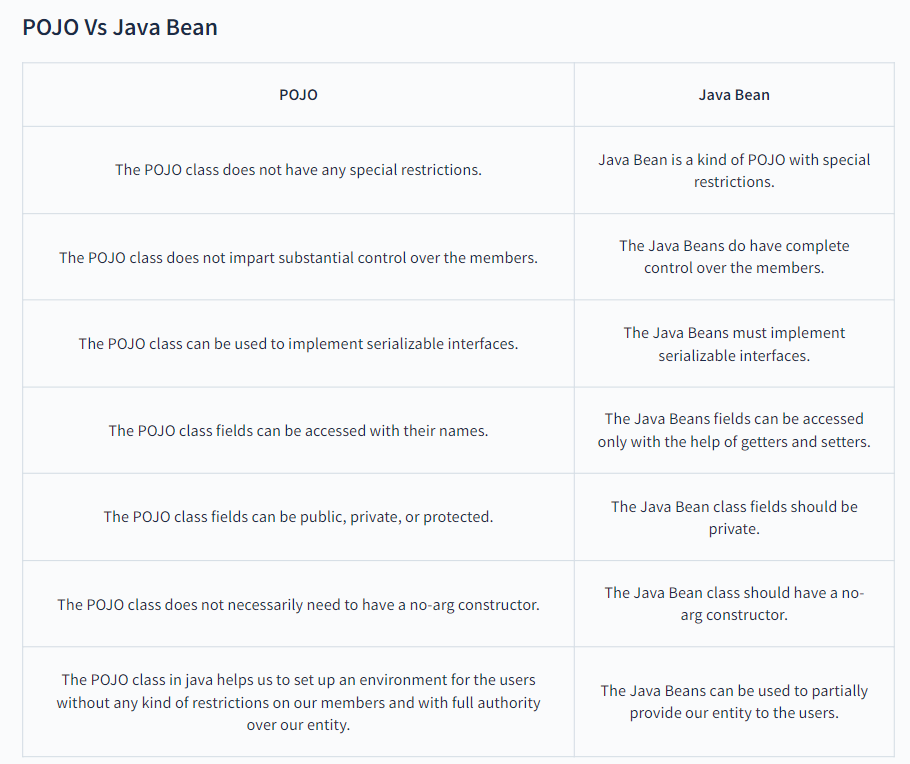 POJO Vs Java Bean
POJO
Java Bean
The POJO class does not have any special restrictions.
Java Bean is a kind of POJO with special
restrictions.
The POJO class does not impart substantial control over the members.
The Java Beans do have complete
control over the members.
The POJO class can be used to implement serializable interfaces.
The Java Beans must implement
serializable interfaces.
The POJO class fields can be accessed with their names.
The Java Beans fields can be accessed
only with the help of getters and setters.
The POJO class fields can be public, private, or protected.
The Java Bean class fields should be
private.
The POJO class does not necessarily need to have a no-arg constructor.
The Java Bean class should have a no-
arg constructor.
The POJO class in java helps us to set up an environment for the users
without any kind of restrictions on our members and with full authority
over our entity.
The Java Beans can be used to partially
provide our entity to the users.